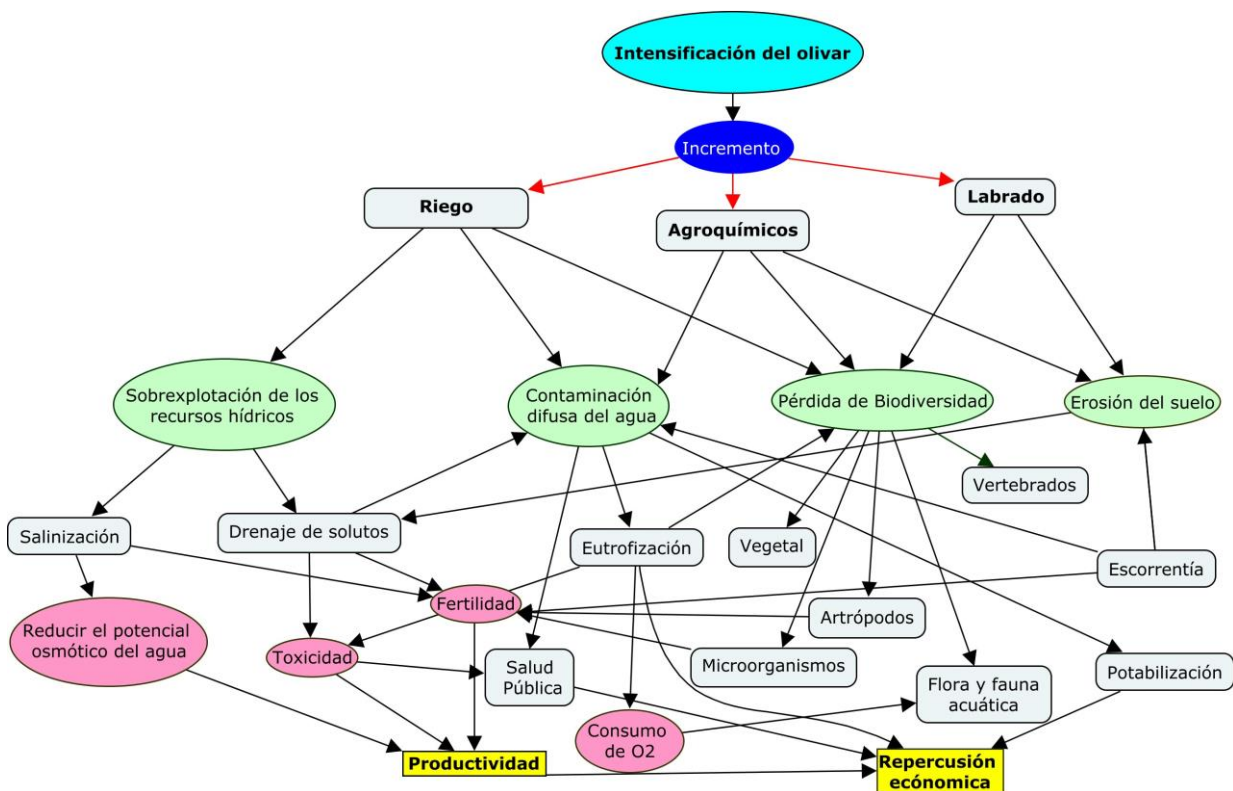 Intensificación del olivar
Incremento
Riego
Agroquímicos
Labrado
Sobrexplotación de los
recursos hídricos
Contaminación
difusa del agua
Pérdida de Biodiversidad
Erosión del suelo
Vertebrados
Salinización
Drenaje de solutos
Eutrofización
Vegetal
Escorrentía
Fertilidad
Artrópodos
Reducir el potencial
osmótico del agua
Toxicidad
Salud
Pública
Microorganismos
Flora y fauna
acuática
Potabilización
Consumo
de O2
Productividad
Repercusión
ecónomica